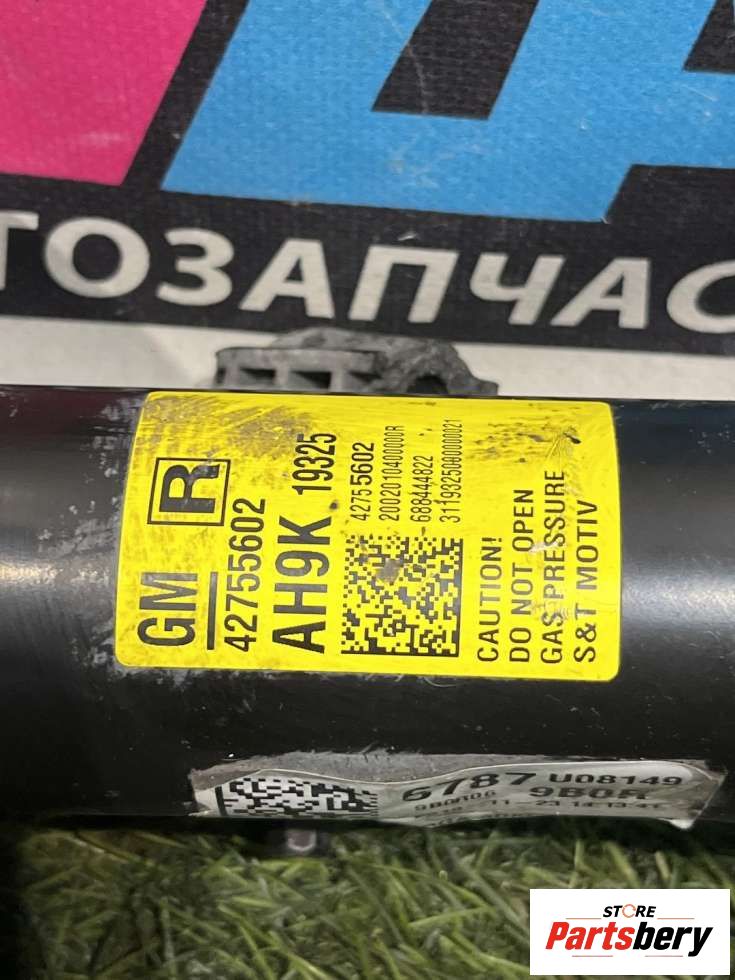 ТОЗАПЧАС
GM R
42755602
AH9K 19325
42755602
20020104000000R
688444822
3119325080000021
CAUTION!
DO NOT OPEN
GAS PRESSURE
S&T MOTIV
6787 U08149
9B0R
STORE
Partsbery